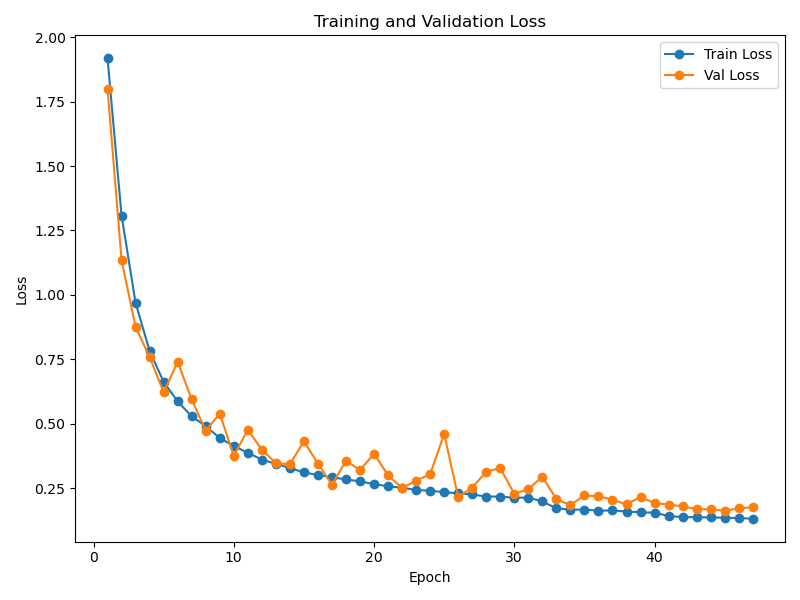 Training and Validation Loss
Train Loss
Val Loss
2.00
1.75
1.50
1.25
1.00
0.75
0.50
0.25
Loss
0 10 20 30 40
Epoch